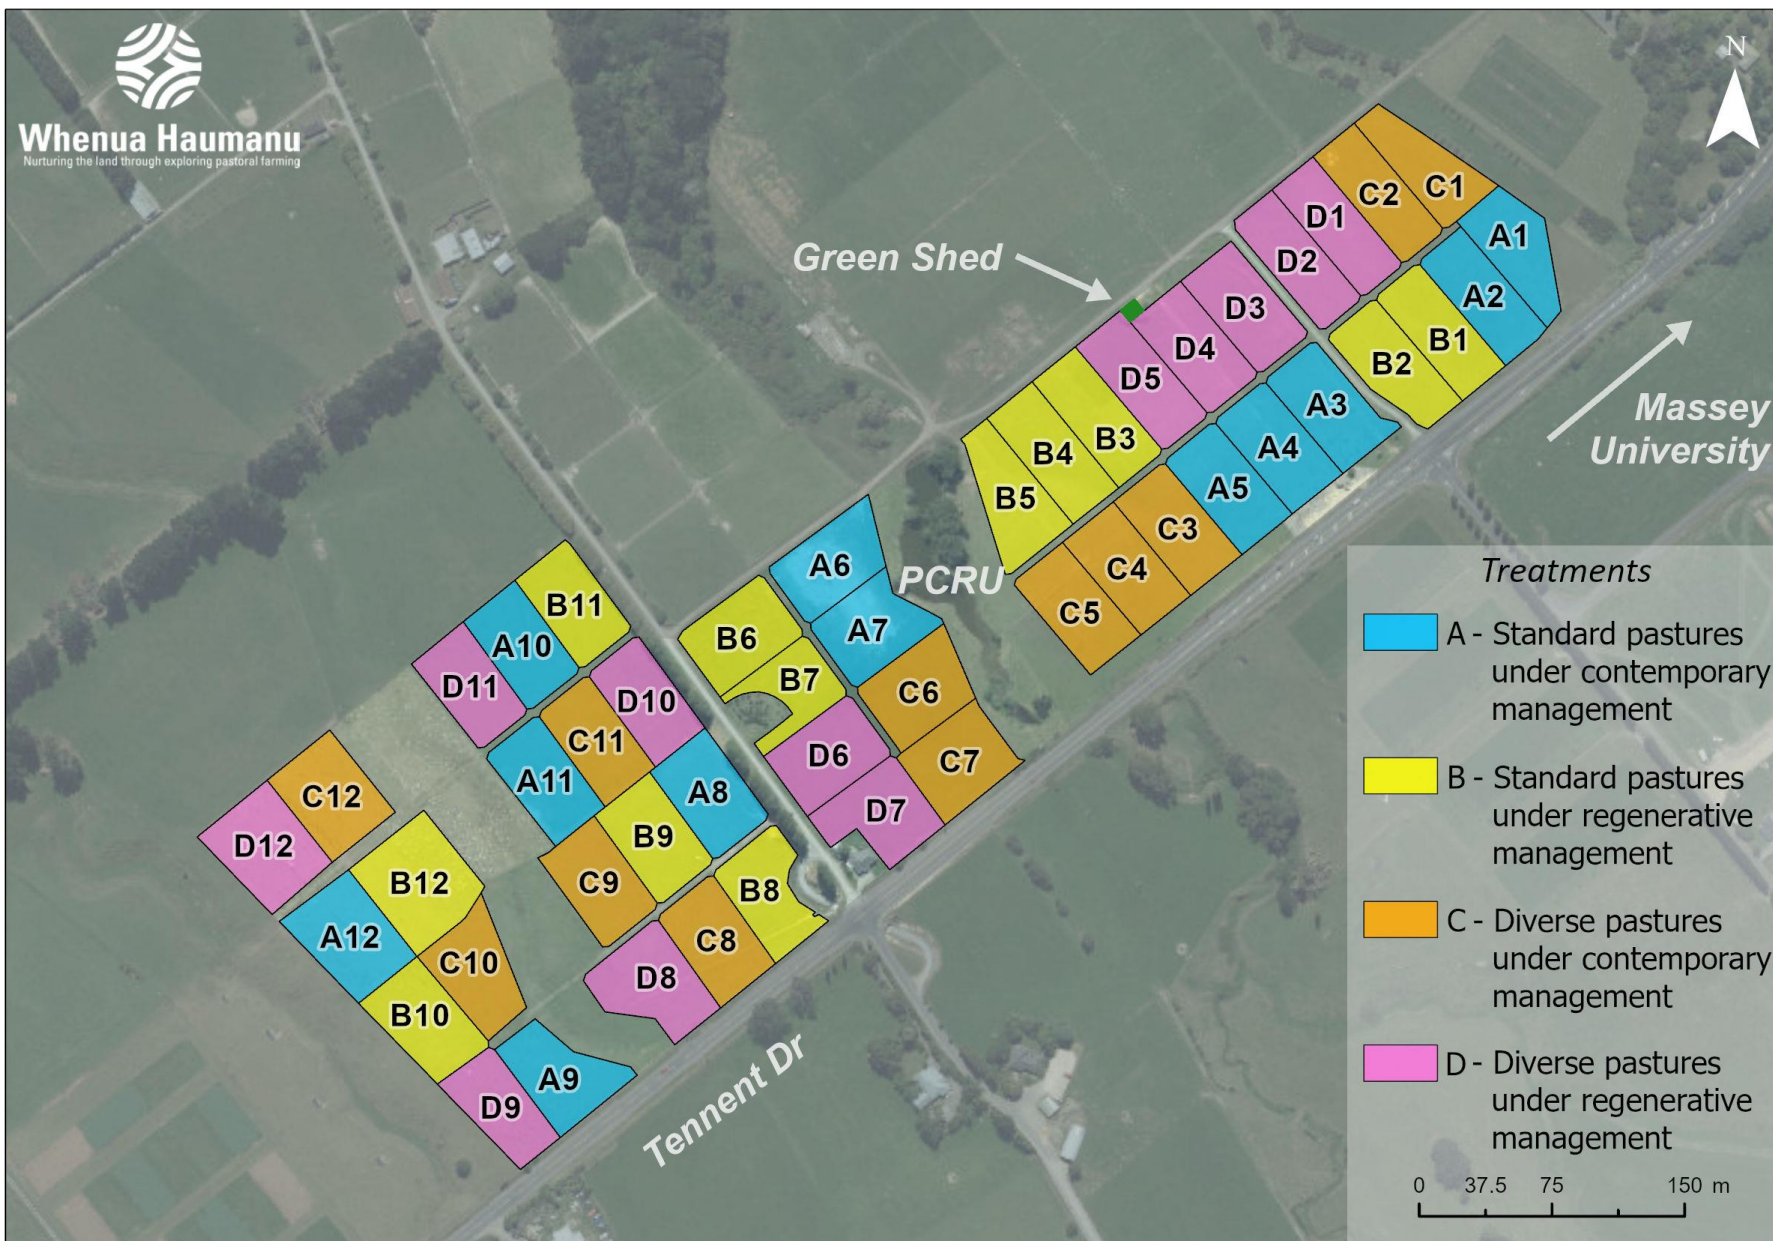 Whenua Haumanu
Nurturing the land through exploring pastoral farming
N
C1
C2
D1
A1
D2
A2
D3
B1
D4
B2
D5
A3
B3
A4
B4
A5
B5
C3
C4
C5
Green Shed
Massey
University
PCRU
A6
A7
B6
B7
C6
C7
D6
D7
B11
A10
D11
D10
C11
A11
A8
B9
C9
B8
C8
D8
C12
D12
B12
A12
C10
B10
A9
D9
Tennent Dr
Treatments
A - Standard pastures
under contemporary
management
B - Standard pastures
under regenerative
management
C - Diverse pastures
under contemporary
management
D - Diverse pastures
under regenerative
management
0 37.5 75 150 m